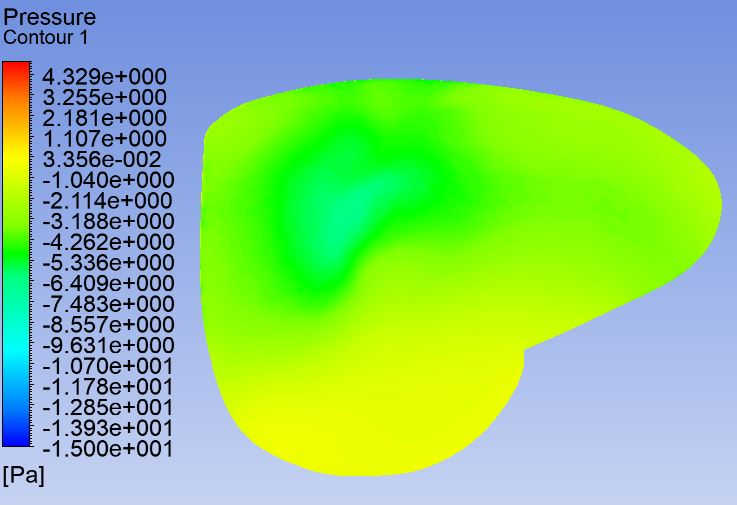 Pressure
Contour 1
4.329e+000
3.255e+000
2.181e+000
1.107e+000
3.356e-002
-1.040e+000
-2.114e+000
-3.188e+000
-4.262e+000
-5.336e+000
-6.409e+000
-7.483e+000
-8.557e+000
-9.631e+000
-1.070e+001
-1.178e+001
-1.285e+001
-1.393e+001
-1.500e+001
[Pa]